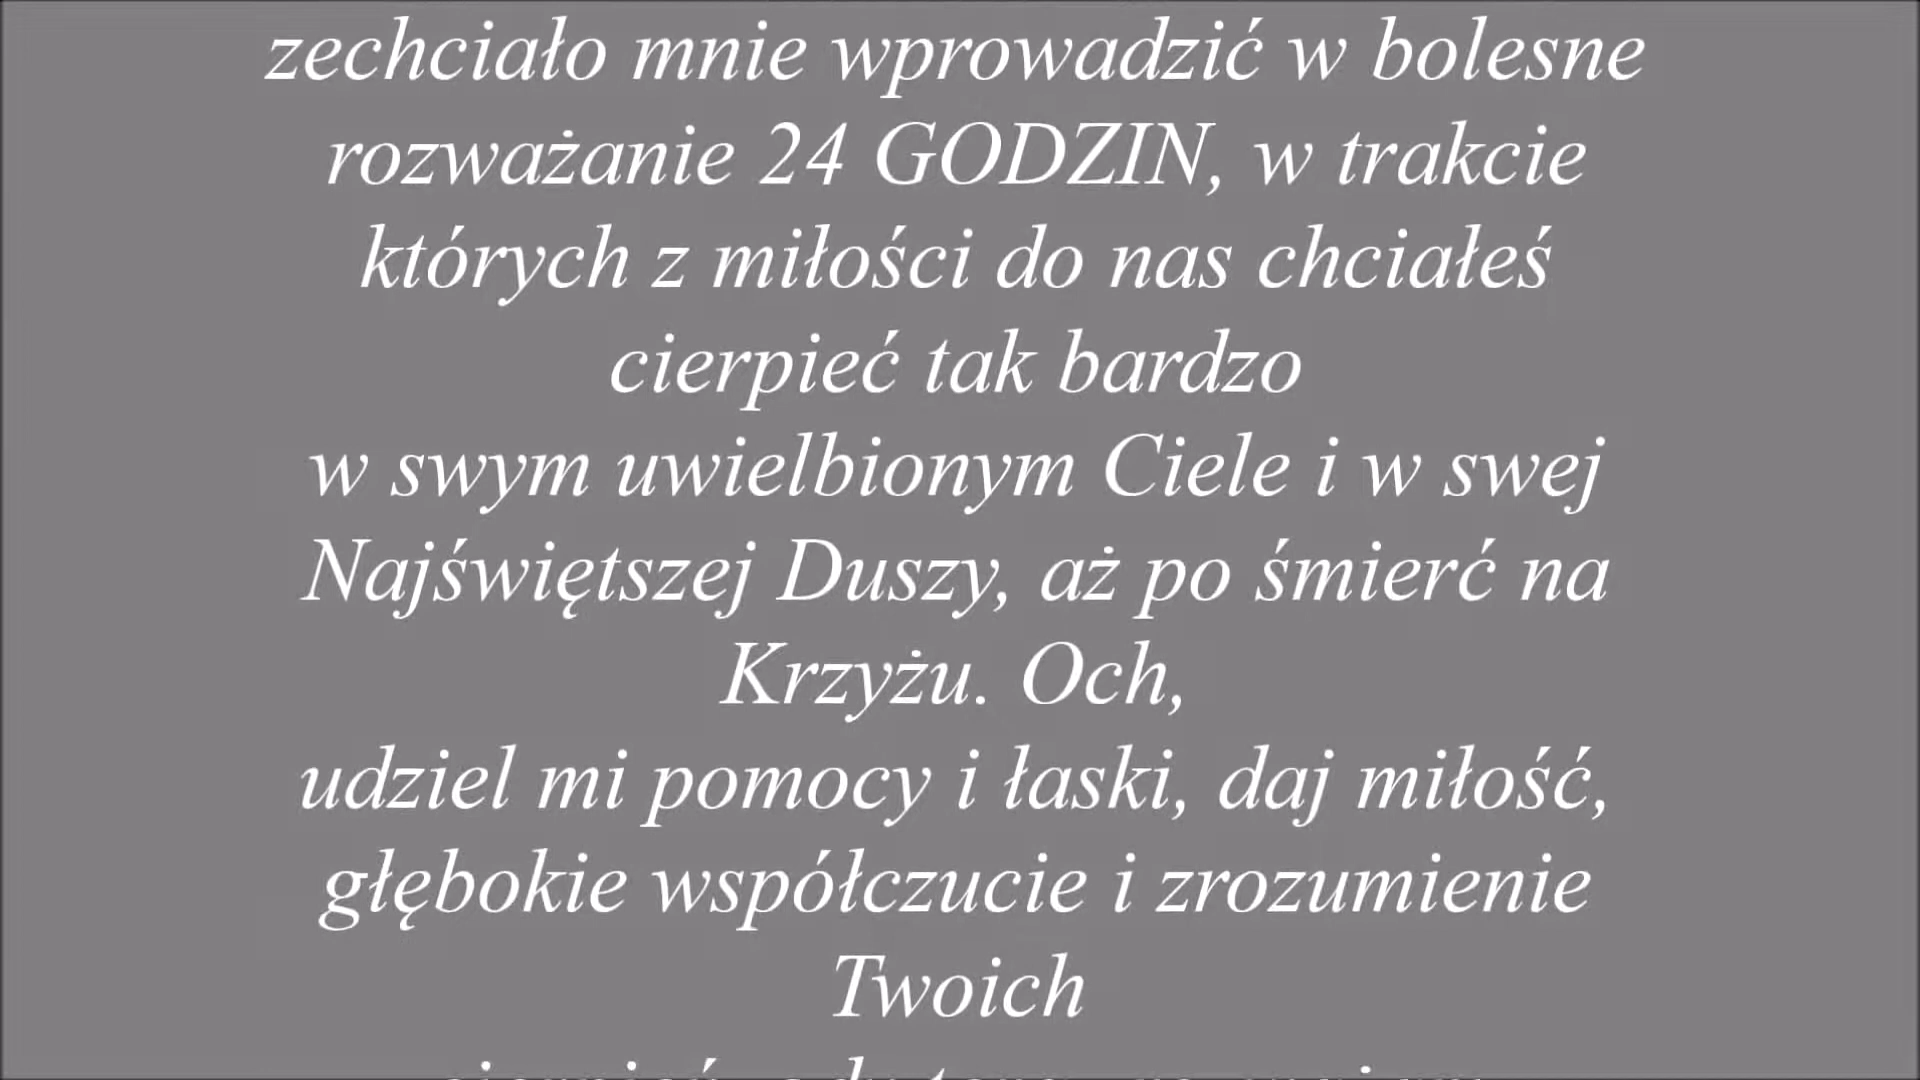 zechciało mnie wprowadzić w bolesne
rozważanie 24 GODZIN, w trakcie
których z miłości do nas chciałeś
cierpieć tak bardzo
w swym uwielbionym Ciele i w swej
Najświętszej Duszy, aż po śmierć na
Krzyżu. Och,
udziel mi pomocy i łaski, daj miłość,
głębokie współczucie i zrozumienie
Twoich